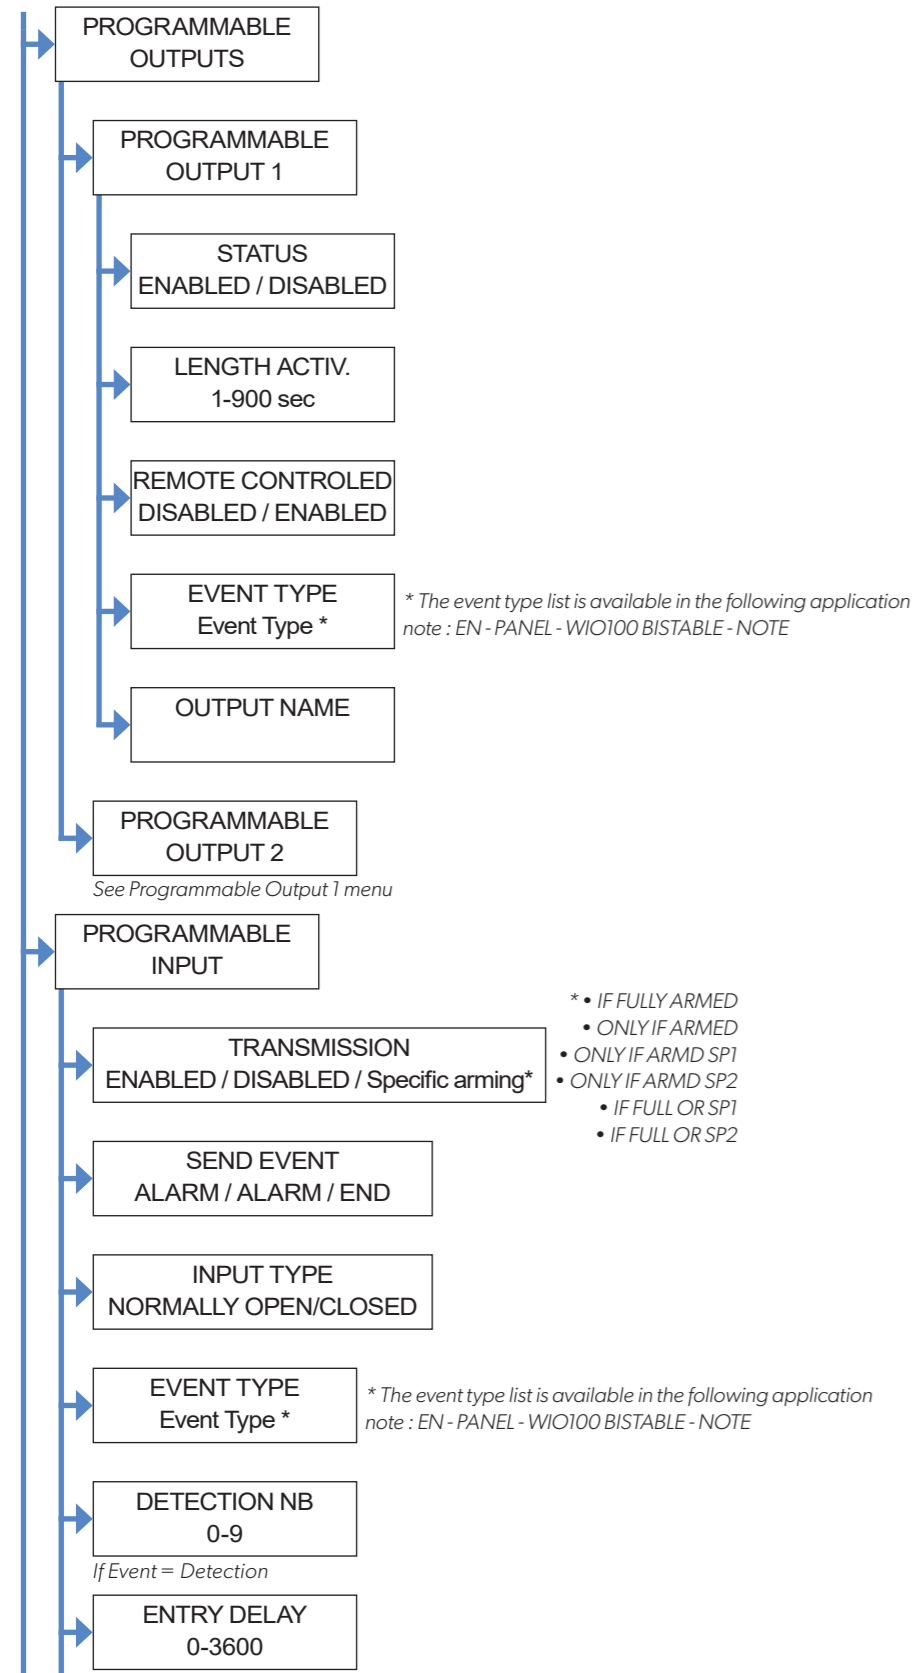 PROGRAMMABLE
OUTPUTS
PROGRAMMABLE
OUTPUT 1
STATUS
ENABLED / DISABLED
LENGTH ACTIV.
1-900 sec
REMOTE CONTROLED
DISABLED / ENABLED
EVENT TYPE
Event Type *
* The event type list is available in the following application
note : EN - PANEL - WIO100 BISTABLE - NOTE
OUTPUT NAME
PROGRAMMABLE
OUTPUT 2
See Programmable Output 1 menu
PROGRAMMABLE
INPUT
TRANSMISSION
ENABLED / DISABLED / Specific arming*
* • IF FULLY ARMED
• ONLY IF ARMED
• ONLY IF ARMD SP1
• ONLY IF ARMD SP2
• IF FULL OR SP1
• IF FULL OR SP2
SEND EVENT
ALARM / ALARM / END
INPUT TYPE
NORMALLY OPEN/CLOSED
EVENT TYPE
Event Type *
* The event type list is available in the following application
note : EN - PANEL - WIO100 BISTABLE - NOTE
DETECTION NB
0-9
If Event = Detection
ENTRY DELAY
0-3600